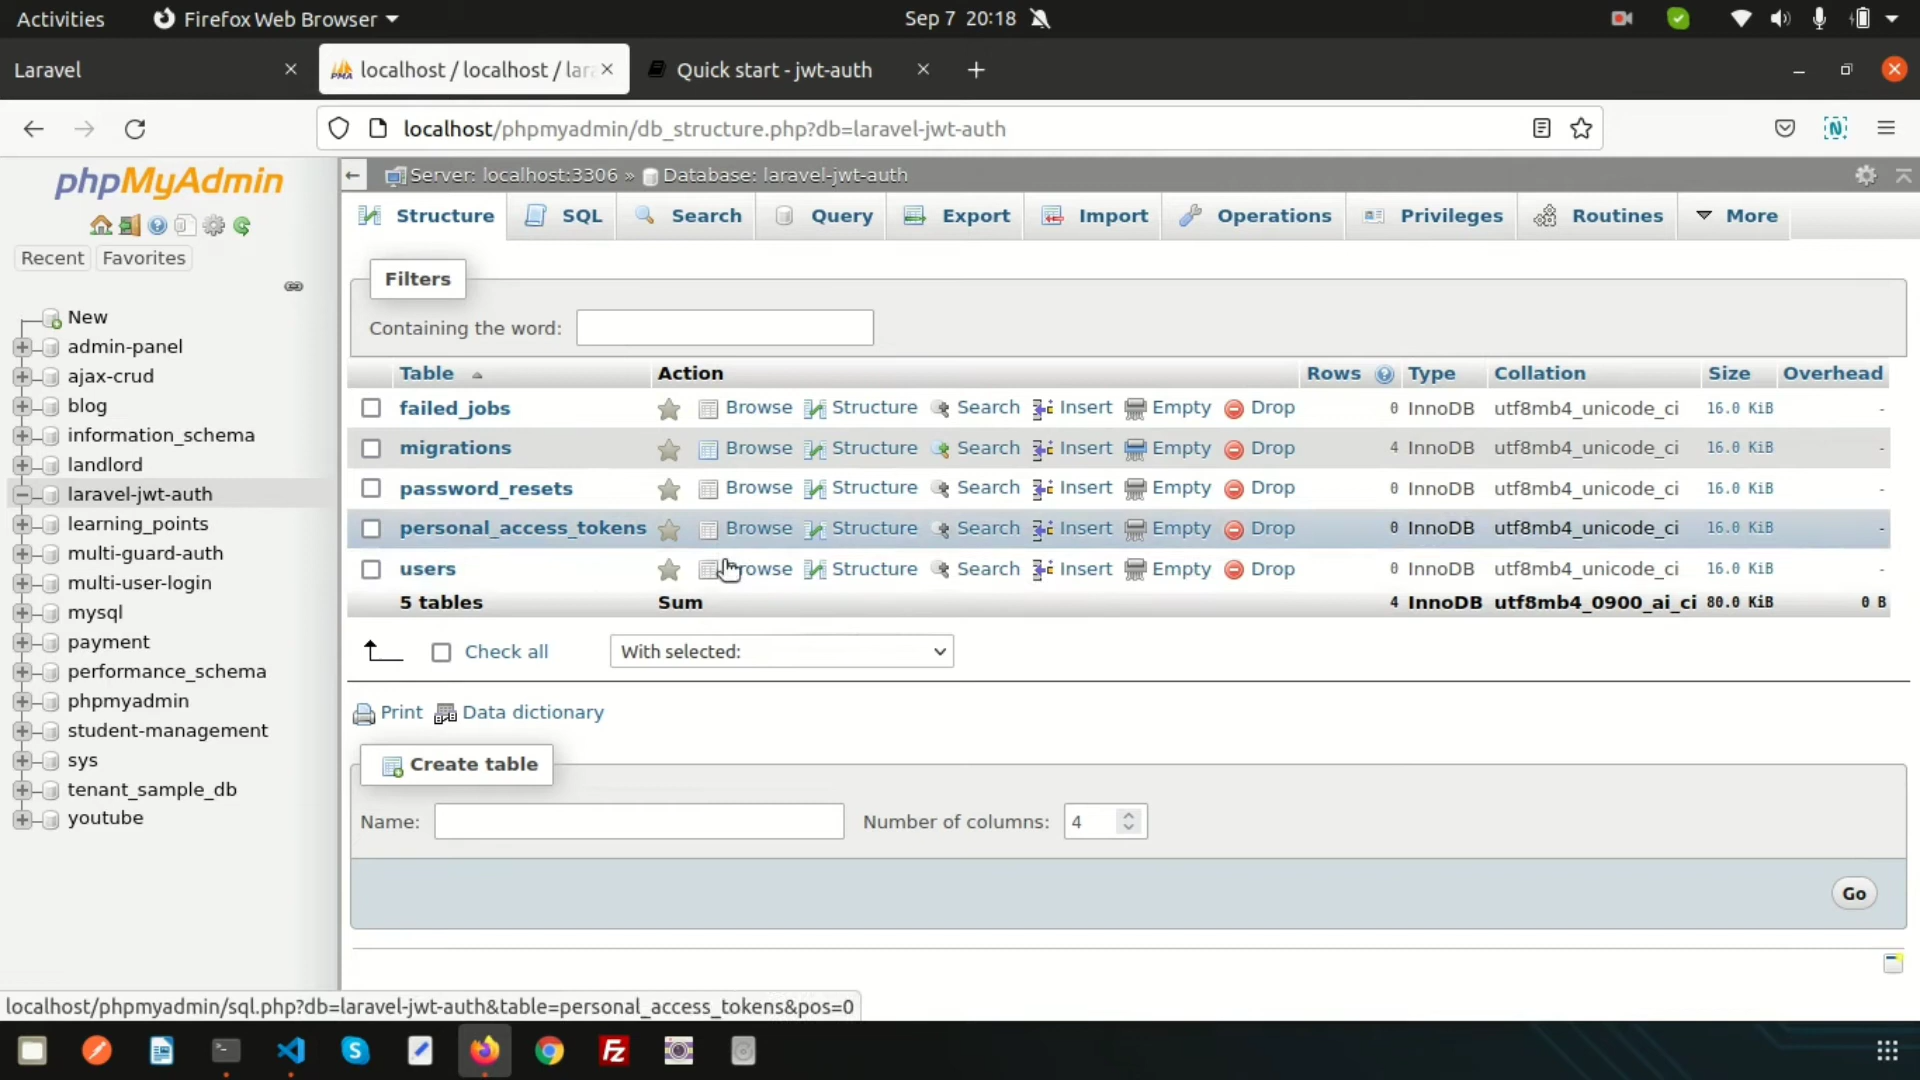 Activities Firefox Web Browser Sep 7 20:18
Laravel localhost / localhost / lara Quick start - jwt-auth
localhost/phpmyadmin/db_structure.php?db=laravel-jwt-auth
phpMyAdmin
Recent Favorites
New
admin-panel
ajax-crud
blog
information_schema
landlord
laravel-jwt-auth
learning_points
multi-guard-auth
multi-user-login
mysql
payment
performance_schema
phpmyadmin
student-management
sys
tenant_sample_db
youtube
Server: localhost:3306 » Database: laravel-jwt-auth
Structure SQL Search Query Export Import Operations Privileges Routines More
Filters
Containing the word:
Table Action Rows Type Collation Size Overhead
failed_jobs Browse Structure Search Insert Empty Drop 0 InnoDB utf8mb4_unicode_ci 16.0 KiB -
migrations Browse Structure Search Insert Empty Drop 4 InnoDB utf8mb4_unicode_ci 16.0 KiB -
password_resets Browse Structure Search Insert Empty Drop 0 InnoDB utf8mb4_unicode_ci 16.0 KiB -
personal_access_tokens Browse Structure Search Insert Empty Drop 0 InnoDB utf8mb4_unicode_ci 16.0 KiB -
users Browse Structure Search Insert Empty Drop 0 InnoDB utf8mb4_unicode_ci 16.0 KiB -
5 tables Sum 4 InnoDB utf8mb4_0900_ai_ci 80.0 KiB 0 B
Check all With selected:
Print Data dictionary
Create table
Name: Number of columns: 4
Go
localhost/phpmyadmin/sql.php?db=laravel-jwt-auth&table=personal_access_tokens&pos=0